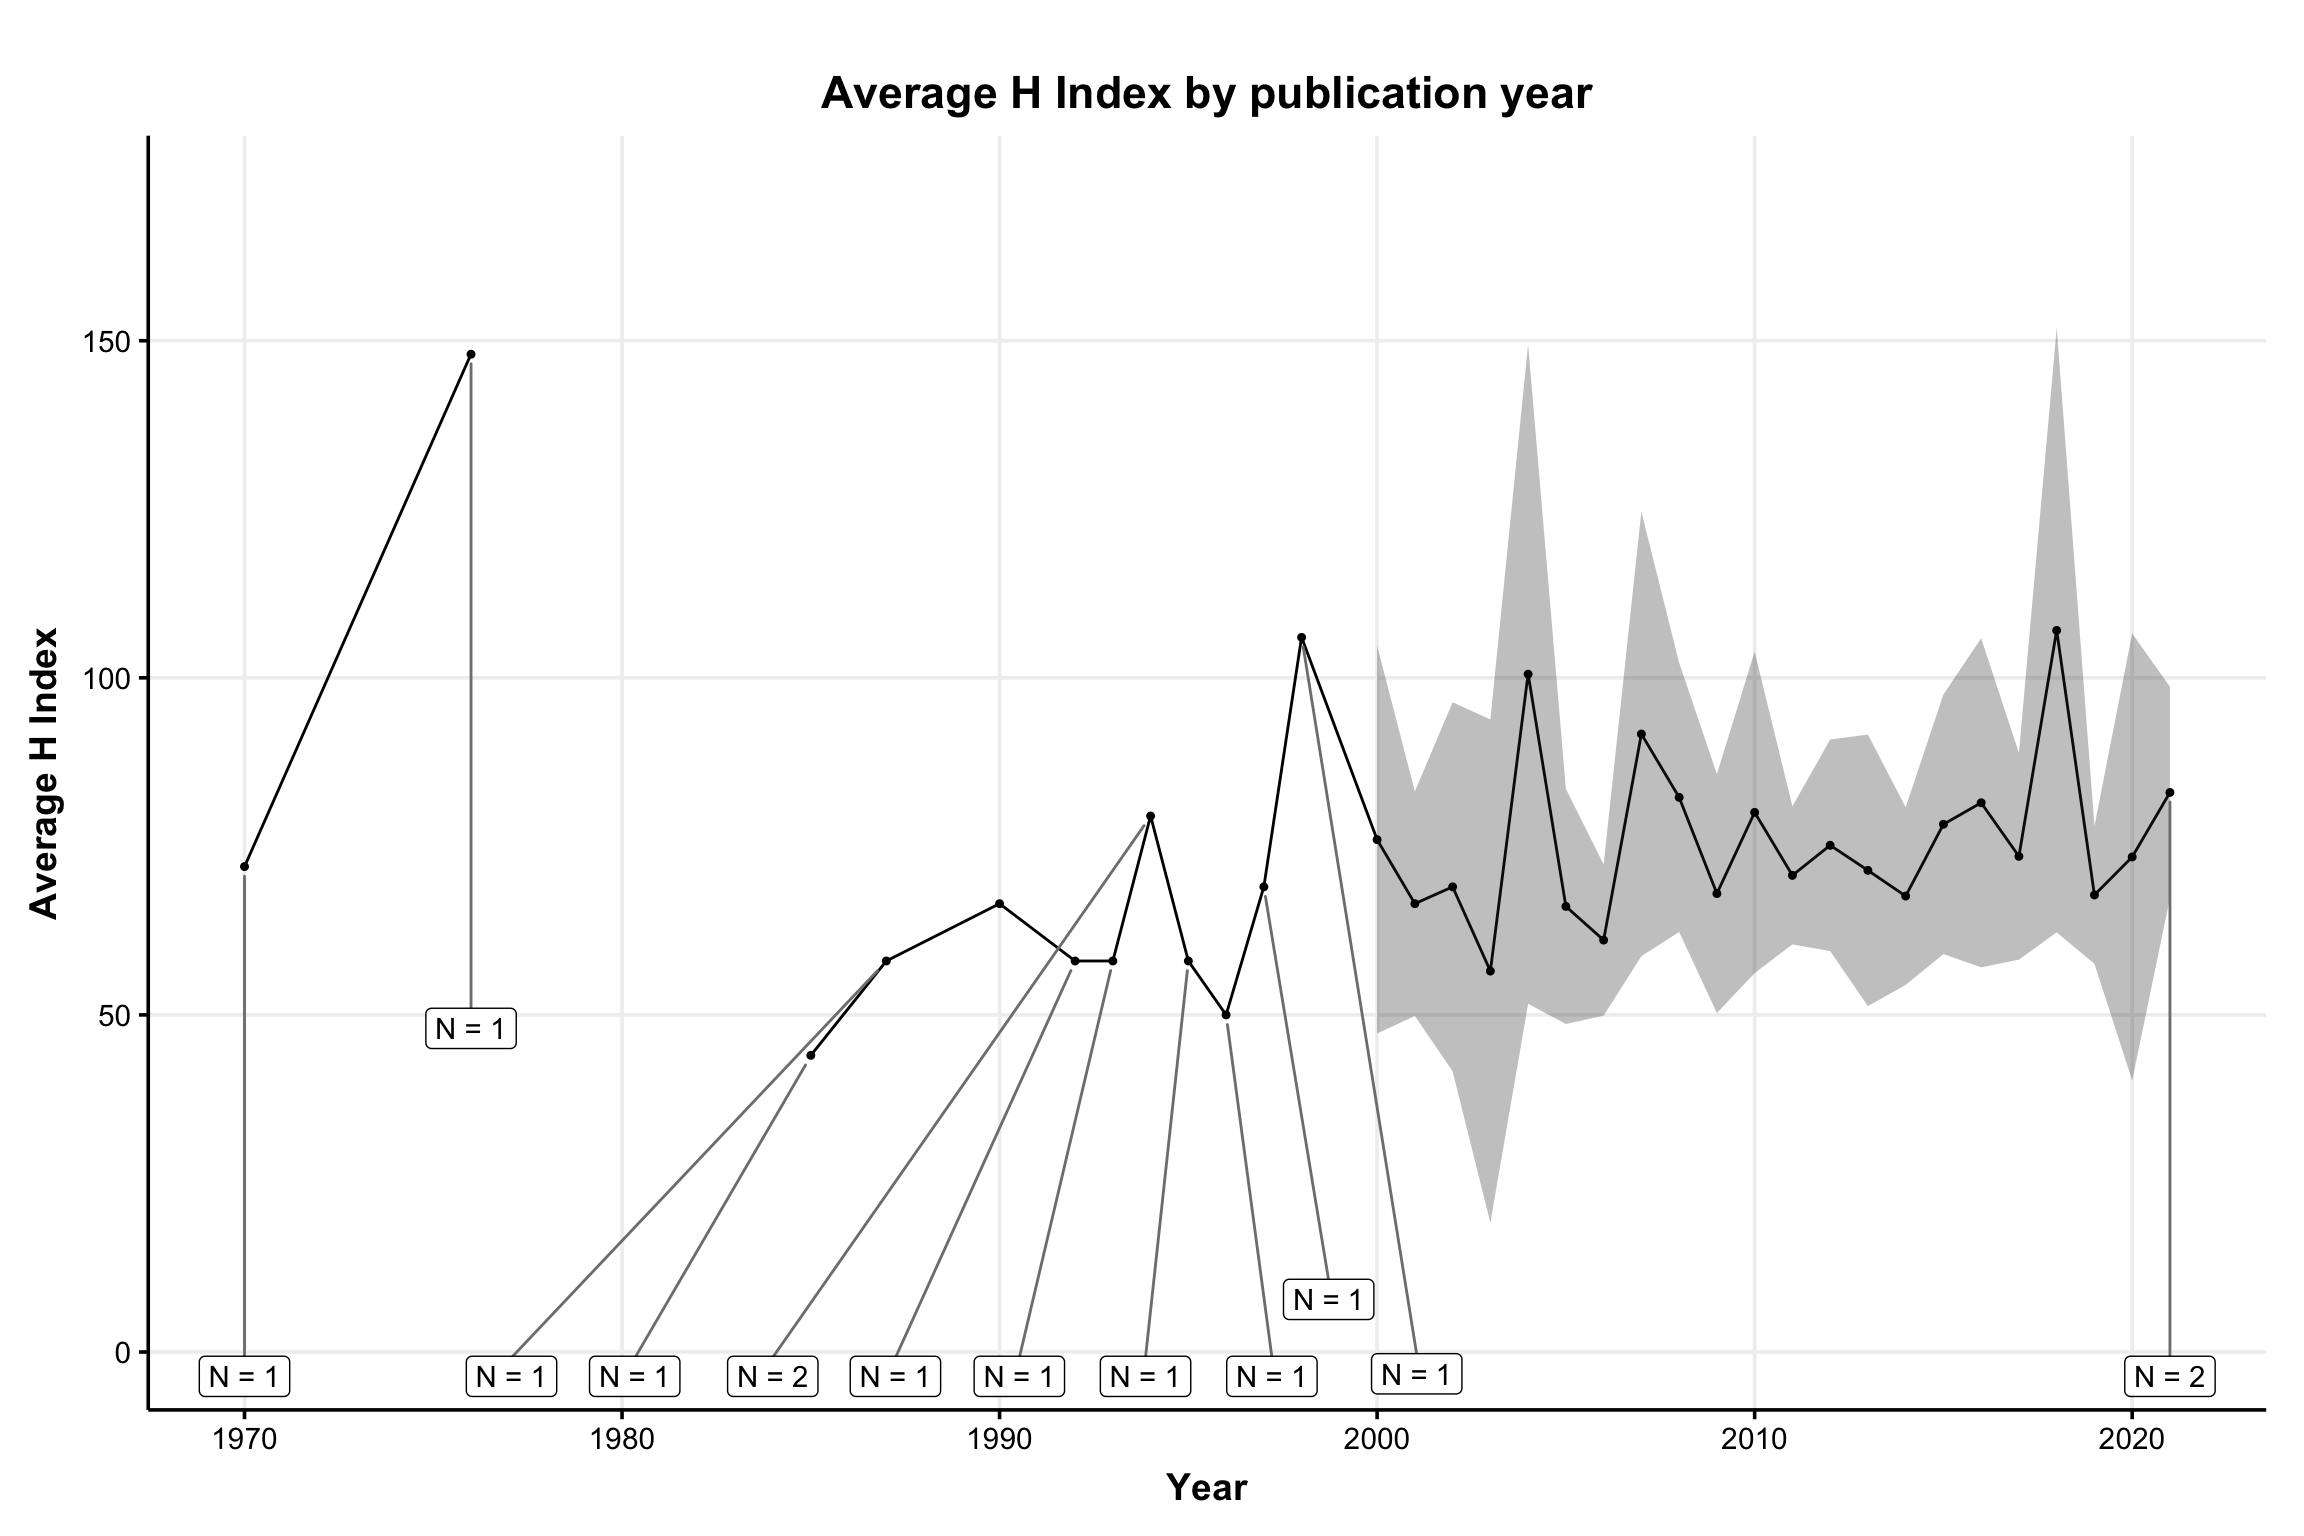 Average H Index by publication year
Average H Index
150
100
50
0
N = 1
N = 1
N = 1
N = 1
N = 1
N = 2
N = 1
N = 1
N = 1
N = 1
N = 1
N = 2
1970
1980
1990
2000
2010
2020
Year